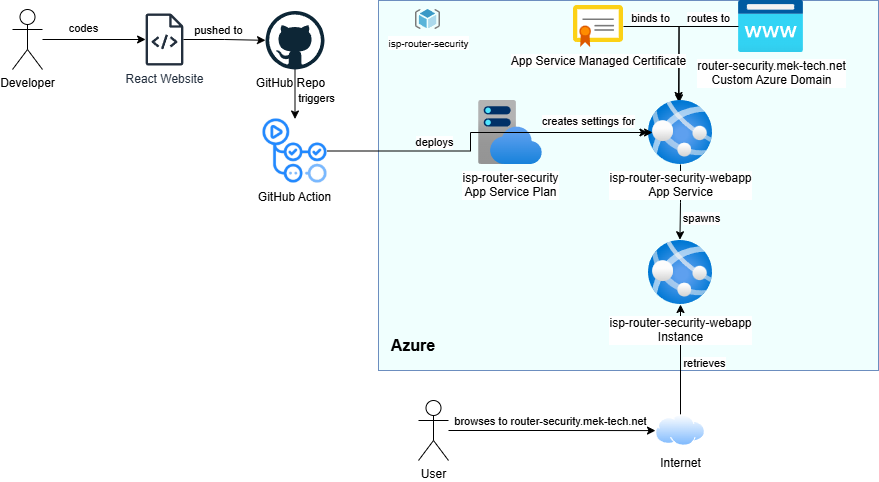 codes
pushed to
Developer
React Website
GitHub Repo
triggers
GitHub Action
deploys
isp-router-security
binds to
routes to
WWW
App Service Managed Certificate
router-security.mek-tech.net
Custom Azure Domain
creates settings for
isp-router-security
App Service Plan
isp-router-security-webapp
App Service
spawns
isp-router-security-webapp
Instance
Azure
retrieves
browses to router-security.mek-tech.net
User
Internet